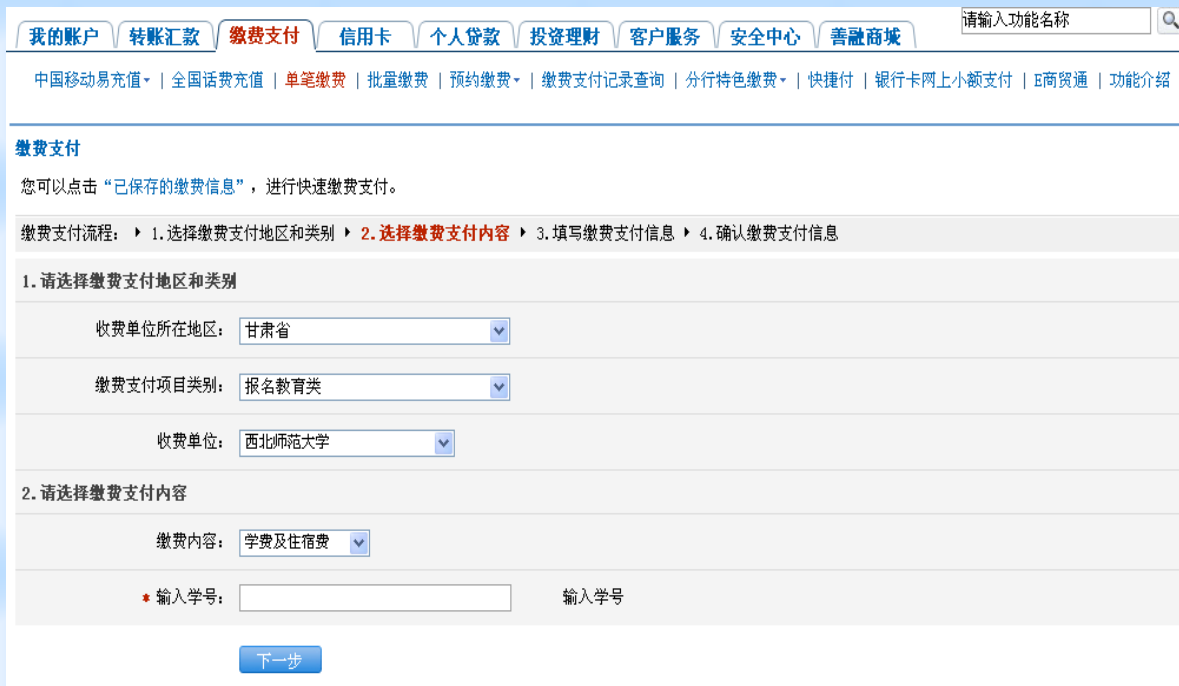 请输入功能名称
我的账户 转账汇款 缴费支付 信用卡 个人贷款 投资理财 客户服务 安全中心 善融商城
中国移动易充值 | 全国话费充值 | 单笔缴费 | 批量缴费 | 预约缴费 | 缴费支付记录查询 | 分行特色缴费 | 快捷付 | 银行卡网上小额支付 | E商贸通 | 功能介绍
缴费支付
您可以点击“已保存的缴费信息”，进行快速缴费支付。
缴费支付流程： 1.选择缴费支付地区和类别 2.选择缴费支付内容 3.填写缴费支付信息 4.确认缴费支付信息
1.请选择缴费支付地区和类别
收费单位所在地区： 甘肃省
缴费支付项目类别： 报名教育类
收费单位： 西北师范大学
2.请选择缴费支付内容
缴费内容： 学费及住宿费
* 输入学号： 输入学号
下一步